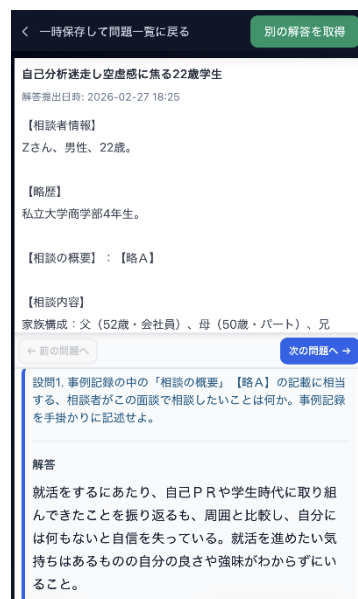 一時保存して問題一覧に戻る
別の解答を取得
自己分析迷走し空虚感に焦る22歳学生
解答提出日時: 2026-02-27 18:25
【相談者情報】
Zさん、男性、22歳。
【略歴】
私立大学商学部4年生。
【相談の概要】：【略A】
【相談内容】
家族構成：父（52歳・会社員）、母（50歳・パート）、兄
← 前の問題へ
次の問題へ →
設問1. 事例記録の中の「相談の概要」【略A】の記載に相当
する、相談者がこの面談で相談したいことは何か。事例記録
を手掛かりに記述せよ。
解答
就活をするにあたり、自己ＰＲや学生時代に取り組
んできたことを振り返るも、周囲と比較し、自分に
は何もないと自信を失っている。就活を進めたい気
持ちはあるものの自分の良さや強味がわからずにい
ること。